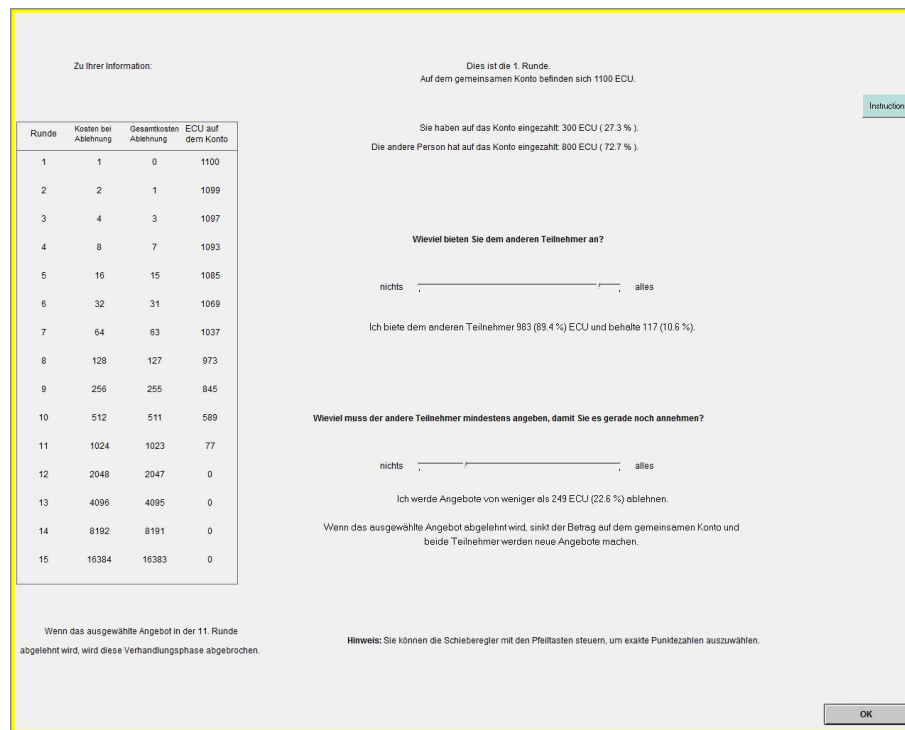 Zu Ihrer Information:
Dies ist die 1. Runde.
Auf dem gemeinsamen Konto befinden sich 1100 ECU.
Instruction
Sie haben auf das Konto eingezahlt: 300 ECU ( 27.3 % ).
Die andere Person hat auf das Konto eingezahlt: 800 ECU ( 72.7 % ).
Runde Kosten bei Ablehnung Gesamtkosten Ablehnung ECU auf dem Konto
1 1 0 1100
2 2 1 1099
3 4 3 1097
4 8 7 1093
5 16 15 1085
6 32 31 1069
7 64 63 1037
8 128 127 973
9 256 255 845
10 512 511 589
11 1024 1023 77
12 2048 2047 0
13 4096 4095 0
14 8192 8191 0
15 16384 16383 0
Wieviel bieten Sie dem anderen Teilnehmer an?
nichts alles
Ich biete dem anderen Teilnehmer 983 (89.4 %) ECU und behalte 117 (10.6 %).
Wieviel muss der andere Teilnehmer mindestens angeben, damit Sie es gerade noch annehmen?
nichts alles
Ich werde Angebote von weniger als 249 ECU (22.6 %) ablehnen.
Wenn das ausgewählte Angebot abgelehnt wird, sinkt der Betrag auf dem gemeinsamen Konto und
beide Teilnehmer werden neue Angebote machen.
Wenn das ausgewählte Angebot in der 11. Runde
abgelehnt wird, wird diese Verhandlungsphase abgebrochen.
Hinweis: Sie können die Schieberegler mit den Pfeiltasten steuern, um exakte Punktezahlen auszuwählen.
OK